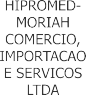 HIPROMED-
MORIAH
COMERCIO,
IMPORTACAO
E SERVICOS
LTDA